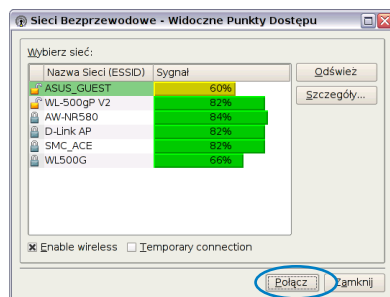 Sieci Bezprzewodowe - Widoczne Punkty Dostępu
Wybierz sieć:
Nazwa Sieci (ESSID) Sygnał
ASUS_GUEST 60%
WL-500gP V2 82%
AW-NR580 84%
D-Link AP 82%
SMC_ACE 82%
WL500G 66%
Odśwież
Szczegóły...
Enable wireless Temporary connection
Połącz Zamknij